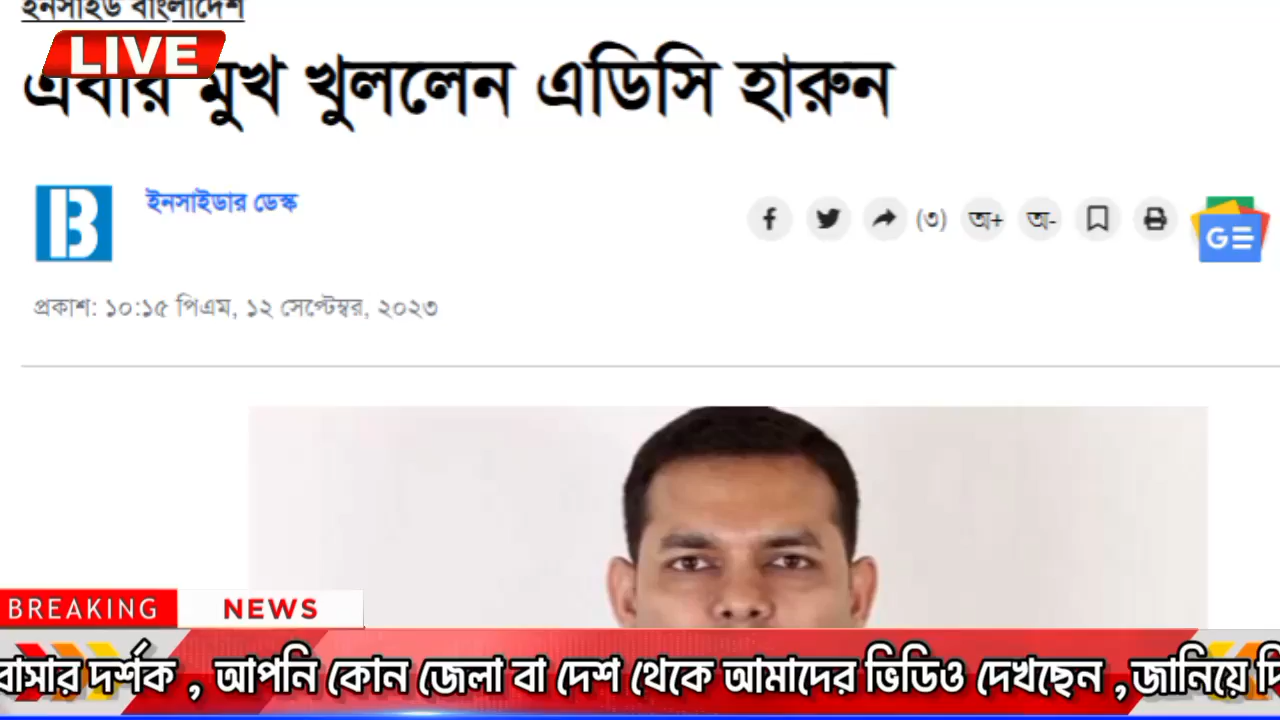 ইনসাইড বাংলাদেশ
LIVE
এবার মুখ খুললেন এডিসি হারুন
B
ইনসাইডার ডেস্ক
(৩) অ+ অ-
GE
প্রকাশ: ১০:১৫ পিএম, ১২ সেপ্টেম্বর, ২০২৩
BREAKING NEWS
বাসার দর্শক , আপনি কোন জেলা বা দেশ থেকে আমাদের ভিডিও দেখছেন , জানিয়ে